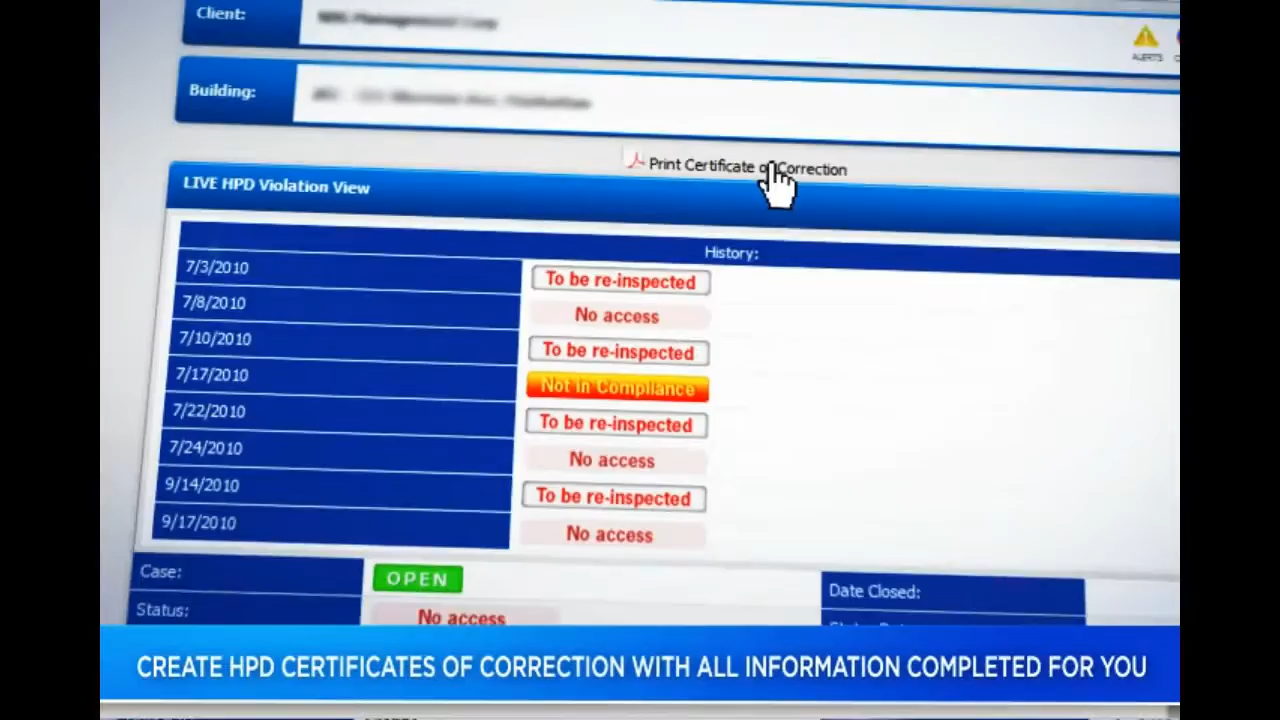 Client:
ALERTS
Building:
Print Certificate of Correction
LIVE HPD Violation View
History:
7/3/2010 To be re-inspected
7/8/2010 No access
7/10/2010 To be re-inspected
7/17/2010 Not in Compliance
7/22/2010 To be re-inspected
7/24/2010 No access
9/14/2010 To be re-inspected
9/17/2010 No access
Case: OPEN Date Closed:
Status: No access
CREATE HPD CERTIFICATES OF CORRECTION WITH ALL INFORMATION COMPLETED FOR YOU